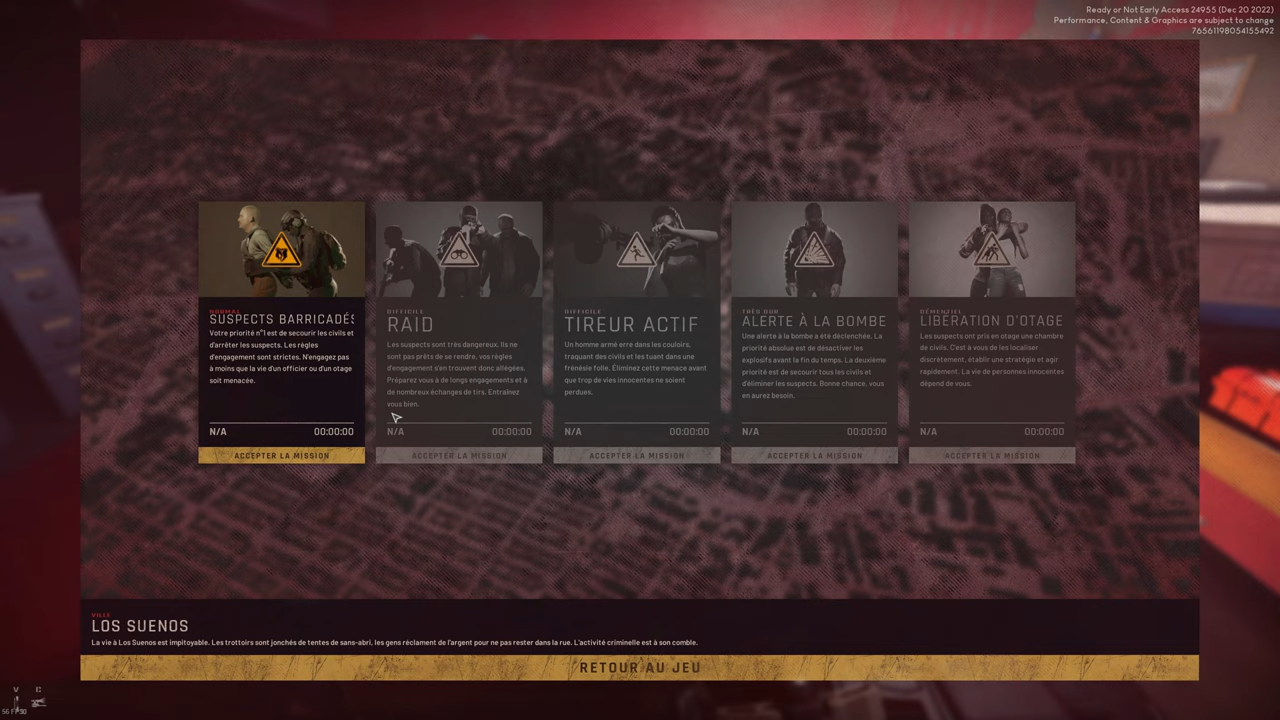 Ready or Not Early Access 24955 (Dec 20 2022)
Performance, Content & Graphics are subject to change
76561198054155492
NORMAL
SUSPECTS BARRICADÉS
Votre priorité n°1 est de secourir les civils et
d'arrêter les suspects. Les règles
d'engagement sont strictes. N'engagez pas
à moins que la vie d'un officier ou d'un otage
soit menacée.
N/A 00:00:00
ACCEPTER LA MISSION
DIFFICILE
RAID
Les suspects sont très dangereux. Ils ne
sont pas prêts de se rendre, vos règles
d'engagement s'en trouvent donc allégées.
Préparez vous à de longs engagements et à
de nombreux échanges de tirs. Entraînez
vous bien.
N/A 00:00:00
ACCEPTER LA MISSION
DIFFICILE
TIREUR ACTIF
Un homme armé erre dans les couloirs,
traquant des civils et les tuant dans une
frénésie folle. Éliminez cette menace avant
que trop de vies innocentes ne soient
perdues.
N/A 00:00:00
ACCEPTER LA MISSION
TRÈS DUR
ALERTE À LA BOMBE
Une alerte à la bombe a été déclenchée. La
priorité absolue est de désactiver les
explosifs avant la fin du temps. La deuxième
priorité est de secourir tous les civils et
d'éliminer les suspects. Bonne chance, vous
en aurez besoin.
N/A 00:00:00
ACCEPTER LA MISSION
DÉMENTIEL
LIBÉRATION D'OTAGE
Les suspects ont pris en otage une chambre
de civils. C'est à vous de les localiser
discrètement, établir une stratégie et agir
rapidement. La vie de personnes innocentes
dépend de vous.
N/A 00:00:00
ACCEPTER LA MISSION
VILLE
LOS SUENOS
La vie à Los Suenos est impitoyable. Les trottoirs sont jonchés de tentes de sans-abri, les gens réclament de l'argent pour ne pas rester dans la rue. L'activité criminelle est à son comble.
RETOUR AU JEU
V C